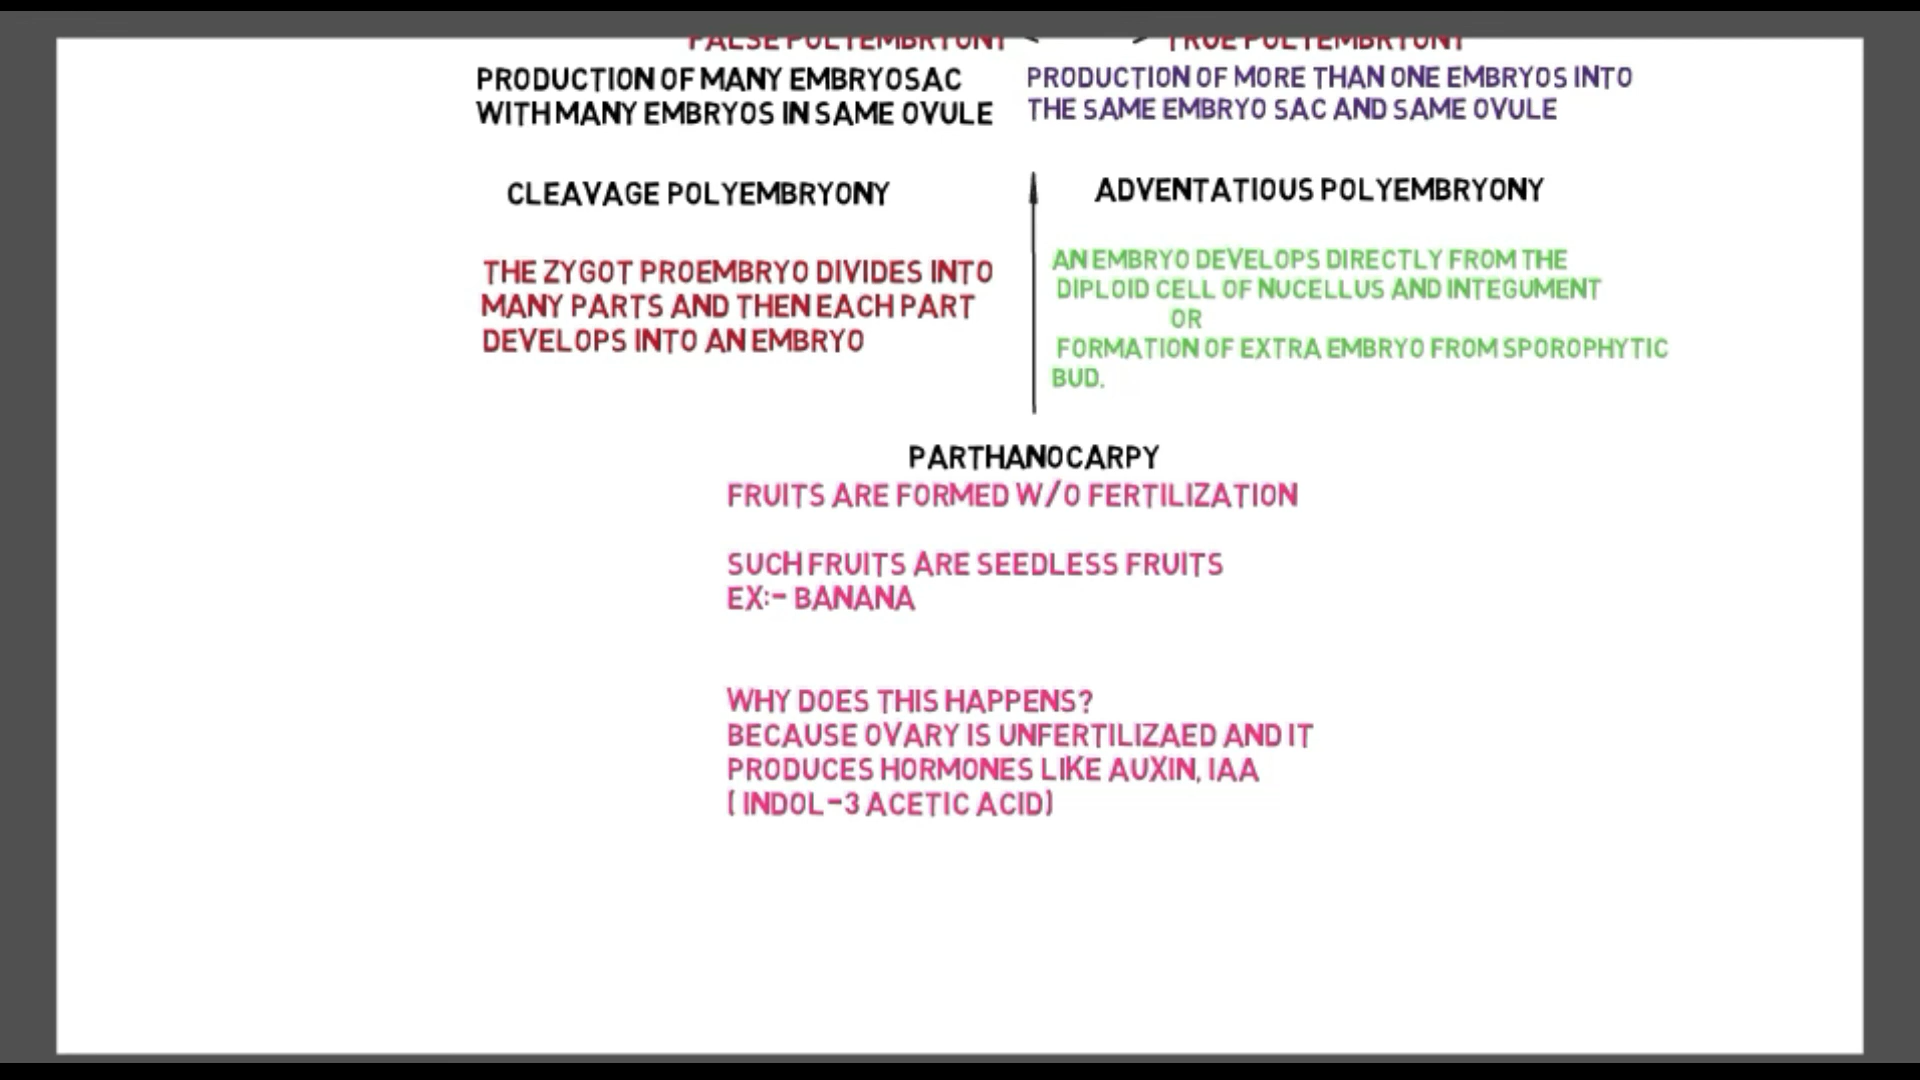 FALSE POLYEMBRYONY < > TRUE POLYEMBRYONY
PRODUCTION OF MANY EMBRYOSAC
WITH MANY EMBRYOS IN SAME OVULE
PRODUCTION OF MORE THAN ONE EMBRYOS INTO
THE SAME EMBRYO SAC AND SAME OVULE
CLEAVAGE POLYEMBRYONY
THE ZYGOT PROEMBRYO DIVIDES INTO
MANY PARTS AND THEN EACH PART
DEVELOPS INTO AN EMBRYO
ADVENTATIOUS POLYEMBRYONY
AN EMBRYO DEVELOPS DIRECTLY FROM THE
DIPLOID CELL OF NUCELLUS AND INTEGUMENT
OR
FORMATION OF EXTRA EMBRYO FROM SPOROPHYTIC
BUD.
PARTHANOCARPY
FRUITS ARE FORMED W/O FERTILIZATION
SUCH FRUITS ARE SEEDLESS FRUITS
EX:- BANANA
WHY DOES THIS HAPPENS?
BECAUSE OVARY IS UNFERTILIZAED AND IT
PRODUCES HORMONES LIKE AUXIN, IAA
( INDOL-3 ACETIC ACID)